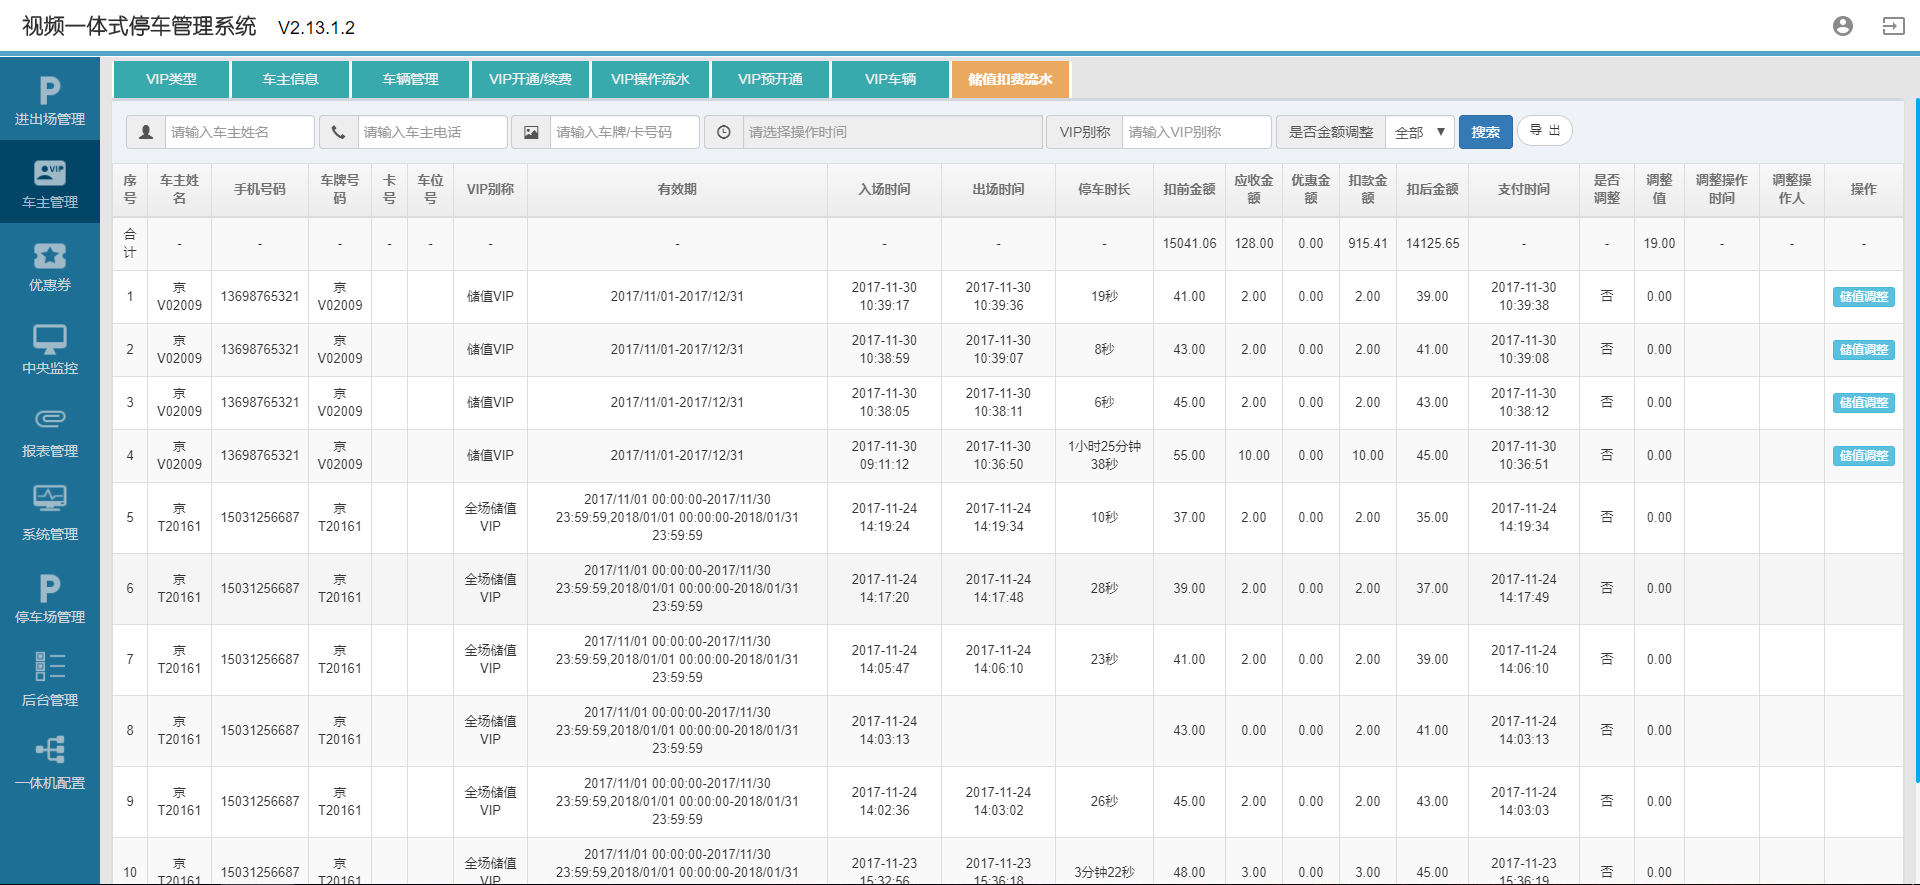 视频一体式停车管理系统 V2.13.1.2
进出场管理
车主管理
优惠券
中央监控
报表管理
系统管理
停车场管理
后台管理
一体机配置
VIP类型 车主信息 车辆管理 VIP开通/续费 VIP操作流水 VIP预开通 VIP车辆 储值扣费流水
请输入车主姓名 请输入车主电话 请输入车牌/卡号码 请选择操作时间 VIP别称 请输入VIP别称 是否金额调整 全部 ▼ 搜索 导 出
序号 车主姓名 手机号码 车牌号码 卡号 车位号 VIP别称 有效期 入场时间 出场时间 停车时长 扣前金额 应收金额 优惠金额 扣款金额 扣后金额 支付时间 是否调整 调整值 调整操作时间 调整操作人 操作
合计 - - - - - - - - - - 15041.06 128.00 0.00 915.41 14125.65 - - 19.00 - - -
1 京V02009 13698765321 京V02009 储值VIP 2017/11/01-2017/12/31 2017-11-30 10:39:17 2017-11-30 10:39:36 19秒 41.00 2.00 0.00 2.00 39.00 2017-11-30 10:39:38 否 0.00 储值调整
2 京V02009 13698765321 京V02009 储值VIP 2017/11/01-2017/12/31 2017-11-30 10:38:59 2017-11-30 10:39:07 8秒 43.00 2.00 0.00 2.00 41.00 2017-11-30 10:39:08 否 0.00 储值调整
3 京V02009 13698765321 京V02009 储值VIP 2017/11/01-2017/12/31 2017-11-30 10:38:05 2017-11-30 10:38:11 6秒 45.00 2.00 0.00 2.00 43.00 2017-11-30 10:38:12 否 0.00 储值调整
4 京V02009 13698765321 京V02009 储值VIP 2017/11/01-2017/12/31 2017-11-30 09:11:12 2017-11-30 10:36:50 1小时25分钟38秒 55.00 10.00 0.00 10.00 45.00 2017-11-30 10:36:51 否 0.00 储值调整
5 京T20161 15031256687 京T20161 全场储值VIP 2017/11/01 00:00:00-2017/11/30 23:59:59,2018/01/01 00:00:00-2018/01/31 23:59:59 2017-11-24 14:19:24 2017-11-24 14:19:34 10秒 37.00 2.00 0.00 2.00 35.00 2017-11-24 14:19:34 否 0.00
6 京T20161 15031256687 京T20161 全场储值VIP 2017/11/01 00:00:00-2017/11/30 23:59:59,2018/01/01 00:00:00-2018/01/31 23:59:59 2017-11-24 14:17:20 2017-11-24 14:17:48 28秒 39.00 2.00 0.00 2.00 37.00 2017-11-24 14:17:49 否 0.00
7 京T20161 15031256687 京T20161 全场储值VIP 2017/11/01 00:00:00-2017/11/30 23:59:59,2018/01/01 00:00:00-2018/01/31 23:59:59 2017-11-24 14:05:47 2017-11-24 14:06:10 23秒 41.00 2.00 0.00 2.00 39.00 2017-11-24 14:06:10 否 0.00
8 京T20161 15031256687 京T20161 全场储值VIP 2017/11/01 00:00:00-2017/11/30 23:59:59,2018/01/01 00:00:00-2018/01/31 23:59:59 2017-11-24 14:03:13 43.00 0.00 0.00 2.00 41.00 2017-11-24 14:03:13 否 0.00
9 京T20161 15031256687 京T20161 全场储值VIP 2017/11/01 00:00:00-2017/11/30 23:59:59,2018/01/01 00:00:00-2018/01/31 23:59:59 2017-11-24 14:02:36 2017-11-24 14:03:02 26秒 45.00 2.00 0.00 2.00 43.00 2017-11-24 14:03:03 否 0.00
10 京T20161 15031256687 京T20161 全场储值VIP 2017/11/01 00:00:00-2017/11/30 23:59:59,2018/01/01 00:00:00-2018/01/31 2017-11-23 15:32:56 2017-11-23 15:36:18 3分钟22秒 48.00 3.00 0.00 3.00 45.00 2017-11-23 15:36:19 否 0.00